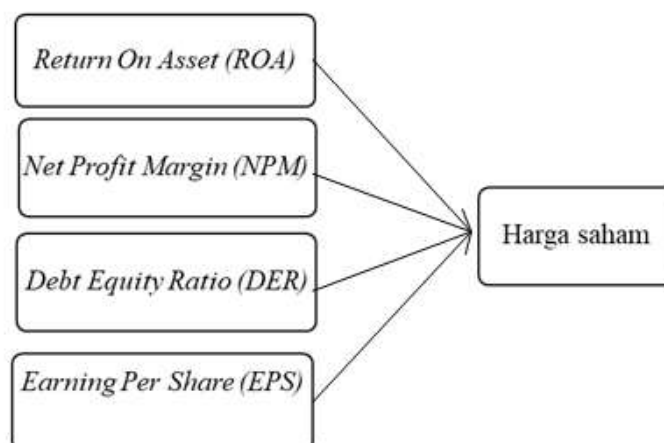 Return On Asset (ROA)
Net Profit Margin (NPM)
Debt Equity Ratio (DER)
Earning Per Share (EPS)
Harga saham